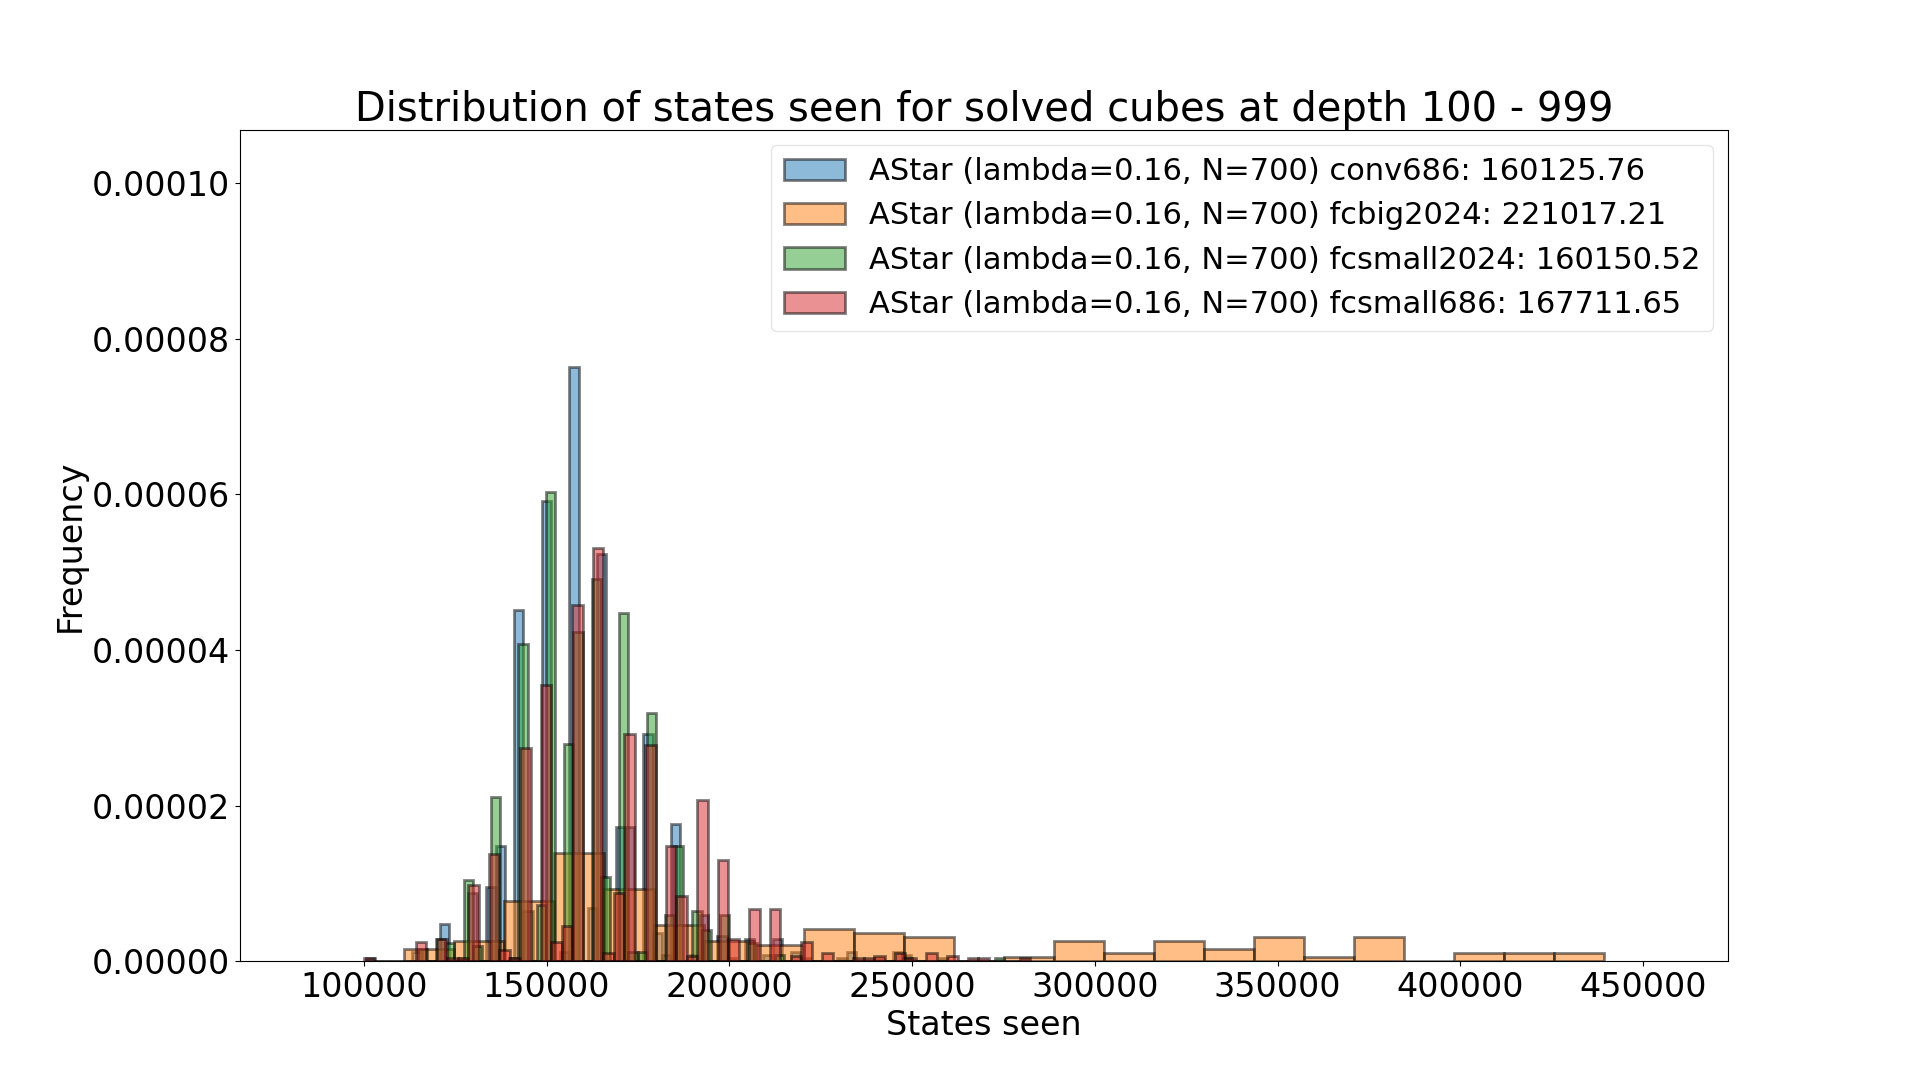 Distribution of states seen for solved cubes at depth 100 - 999
AStar (lambda=0.16, N=700) conv686: 160125.76
AStar (lambda=0.16, N=700) fcbig2024: 221017.21
AStar (lambda=0.16, N=700) fcsmall2024: 160150.52
AStar (lambda=0.16, N=700) fcsmall686: 167711.65
Frequency
0.00010
0.00008
0.00006
0.00004
0.00002
0.00000
100000 150000 200000 250000 300000 350000 400000 450000
States seen